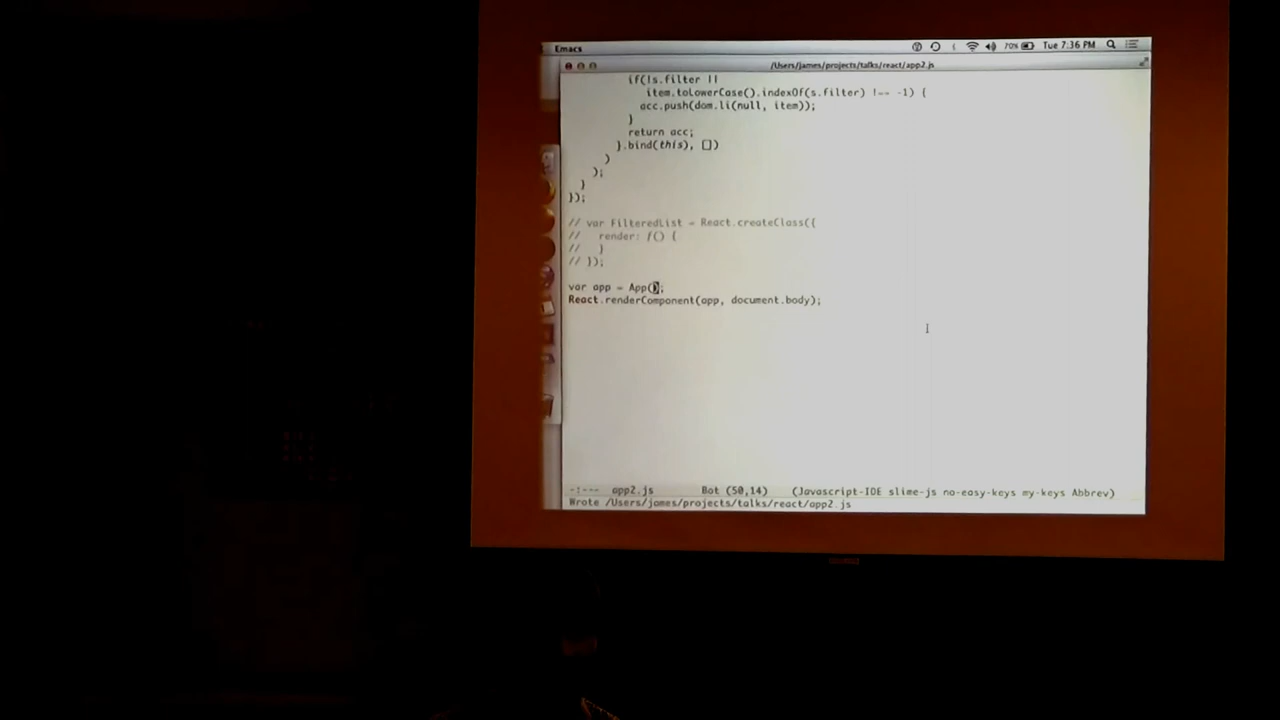 Emacs
70% Tue 7:36 PM
/Users/james/projects/talks/react/app2.js
if(!s.filter ||
item.toLowerCase().indexOf(s.filter) !== -1) {
acc.push(dom.li(null, item));
}
return acc;
}.bind(this), [])
)
);
}
});
// var FilteredList = React.createClass({
//   render: f() {
//   }
// });
var app = App();
React.renderComponent(app, document.body);
-:--- app2.js Bot (50,14) (Javascript-IDE slime-js no-easy-keys my-keys Abbrev)
Wrote /Users/james/projects/talks/react/app2.js